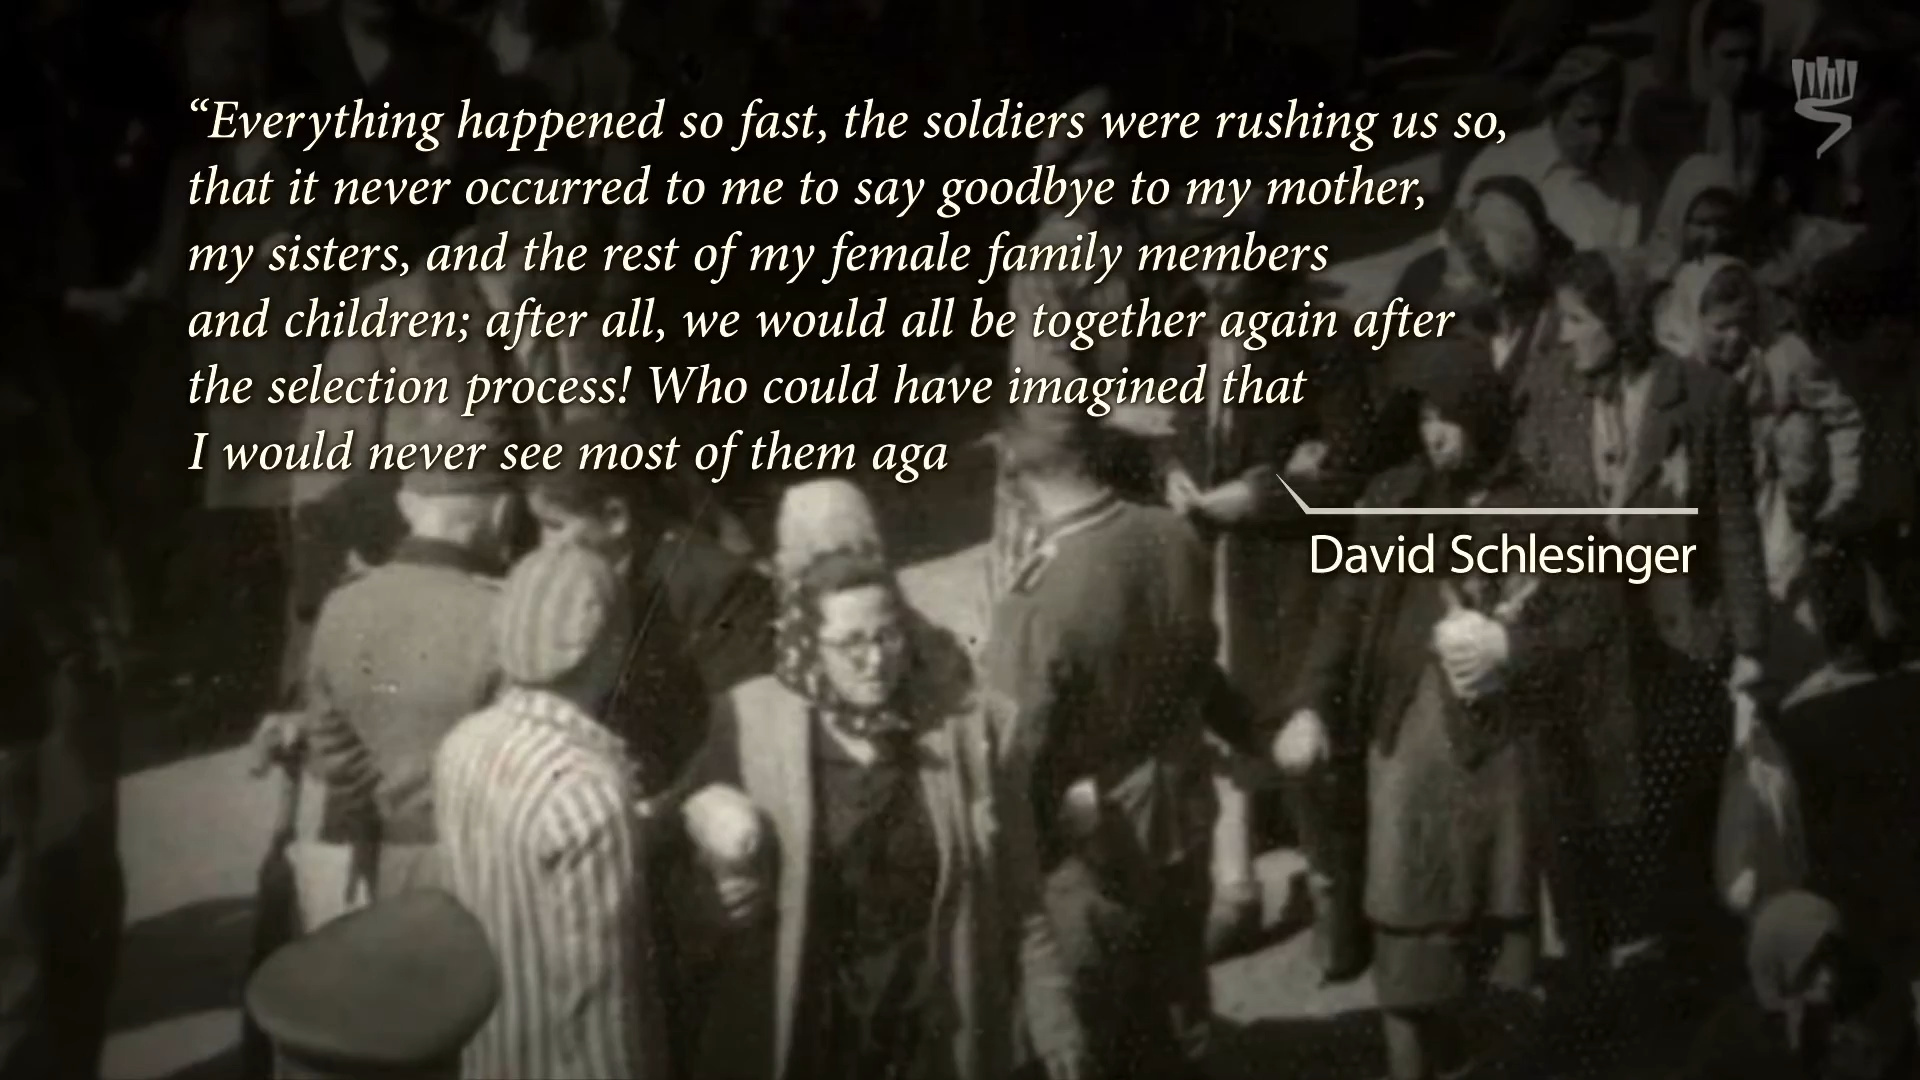 “Everything happened so fast, the soldiers were rushing us so,
that it never occurred to me to say goodbye to my mother,
my sisters, and the rest of my female family members
and children; after all, we would all be together again after
the selection process! Who could have imagined that
I would never see most of them aga
David Schlesinger